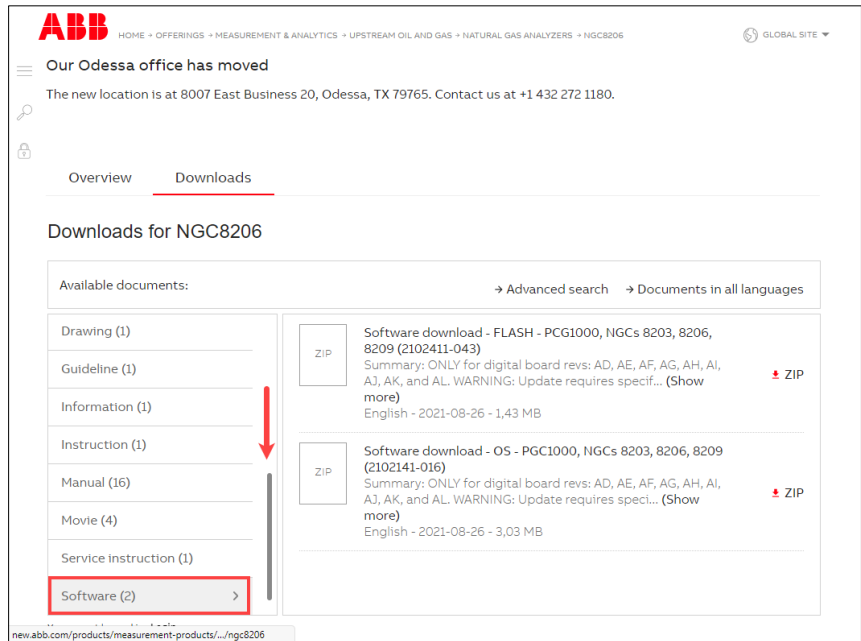 ABB
HOME → OFFERINGS → MEASUREMENT & ANALYTICS → UPSTREAM OIL AND GAS → NATURAL GAS ANALYZERS → NGC8206
GLOBAL SITE
Our Odessa office has moved
The new location is at 8007 East Business 20, Odessa, TX 79765. Contact us at +1 432 272 1180.
Overview
Downloads
Downloads for NGC8206
Available documents:
→ Advanced search
→ Documents in all languages
Drawing (1)
Guideline (1)
Information (1)
Instruction (1)
Manual (16)
Movie (4)
Service instruction (1)
Software (2)
ZIP
Software download - FLASH - PCG1000, NGCs 8203, 8206,
8209 (2102411-043)
Summary: ONLY for digital board revs: AD, AE, AF, AG, AH, AI,
AJ, AK, and AL. WARNING: Update requires specif... (Show
more)
English - 2021-08-26 - 1,43 MB
ZIP
ZIP
Software download - OS - PGC1000, NGCs 8203, 8206, 8209
(2102141-016)
Summary: ONLY for digital board revs: AD, AE, AF, AG, AH, AI,
AJ, AK, and AL. WARNING: Update requires speci... (Show
more)
English - 2021-08-26 - 3,03 MB
ZIP
new.abb.com/products/measurement-products/.../ngc8206